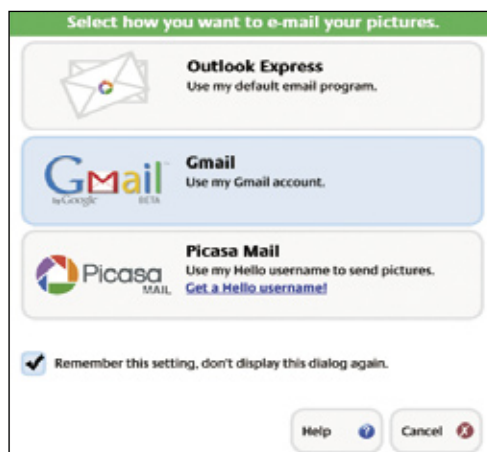 Select how you want to e-mail your pictures.
Outlook Express
Use my default email program.
Gmail
by Google BETA
Gmail
Use my Gmail account.
Picasa
MAIL
Picasa Mail
Use my Hello username to send pictures.
Get a Hello username!
Remember this setting, don't display this dialog again.
Help ?
Cancel X